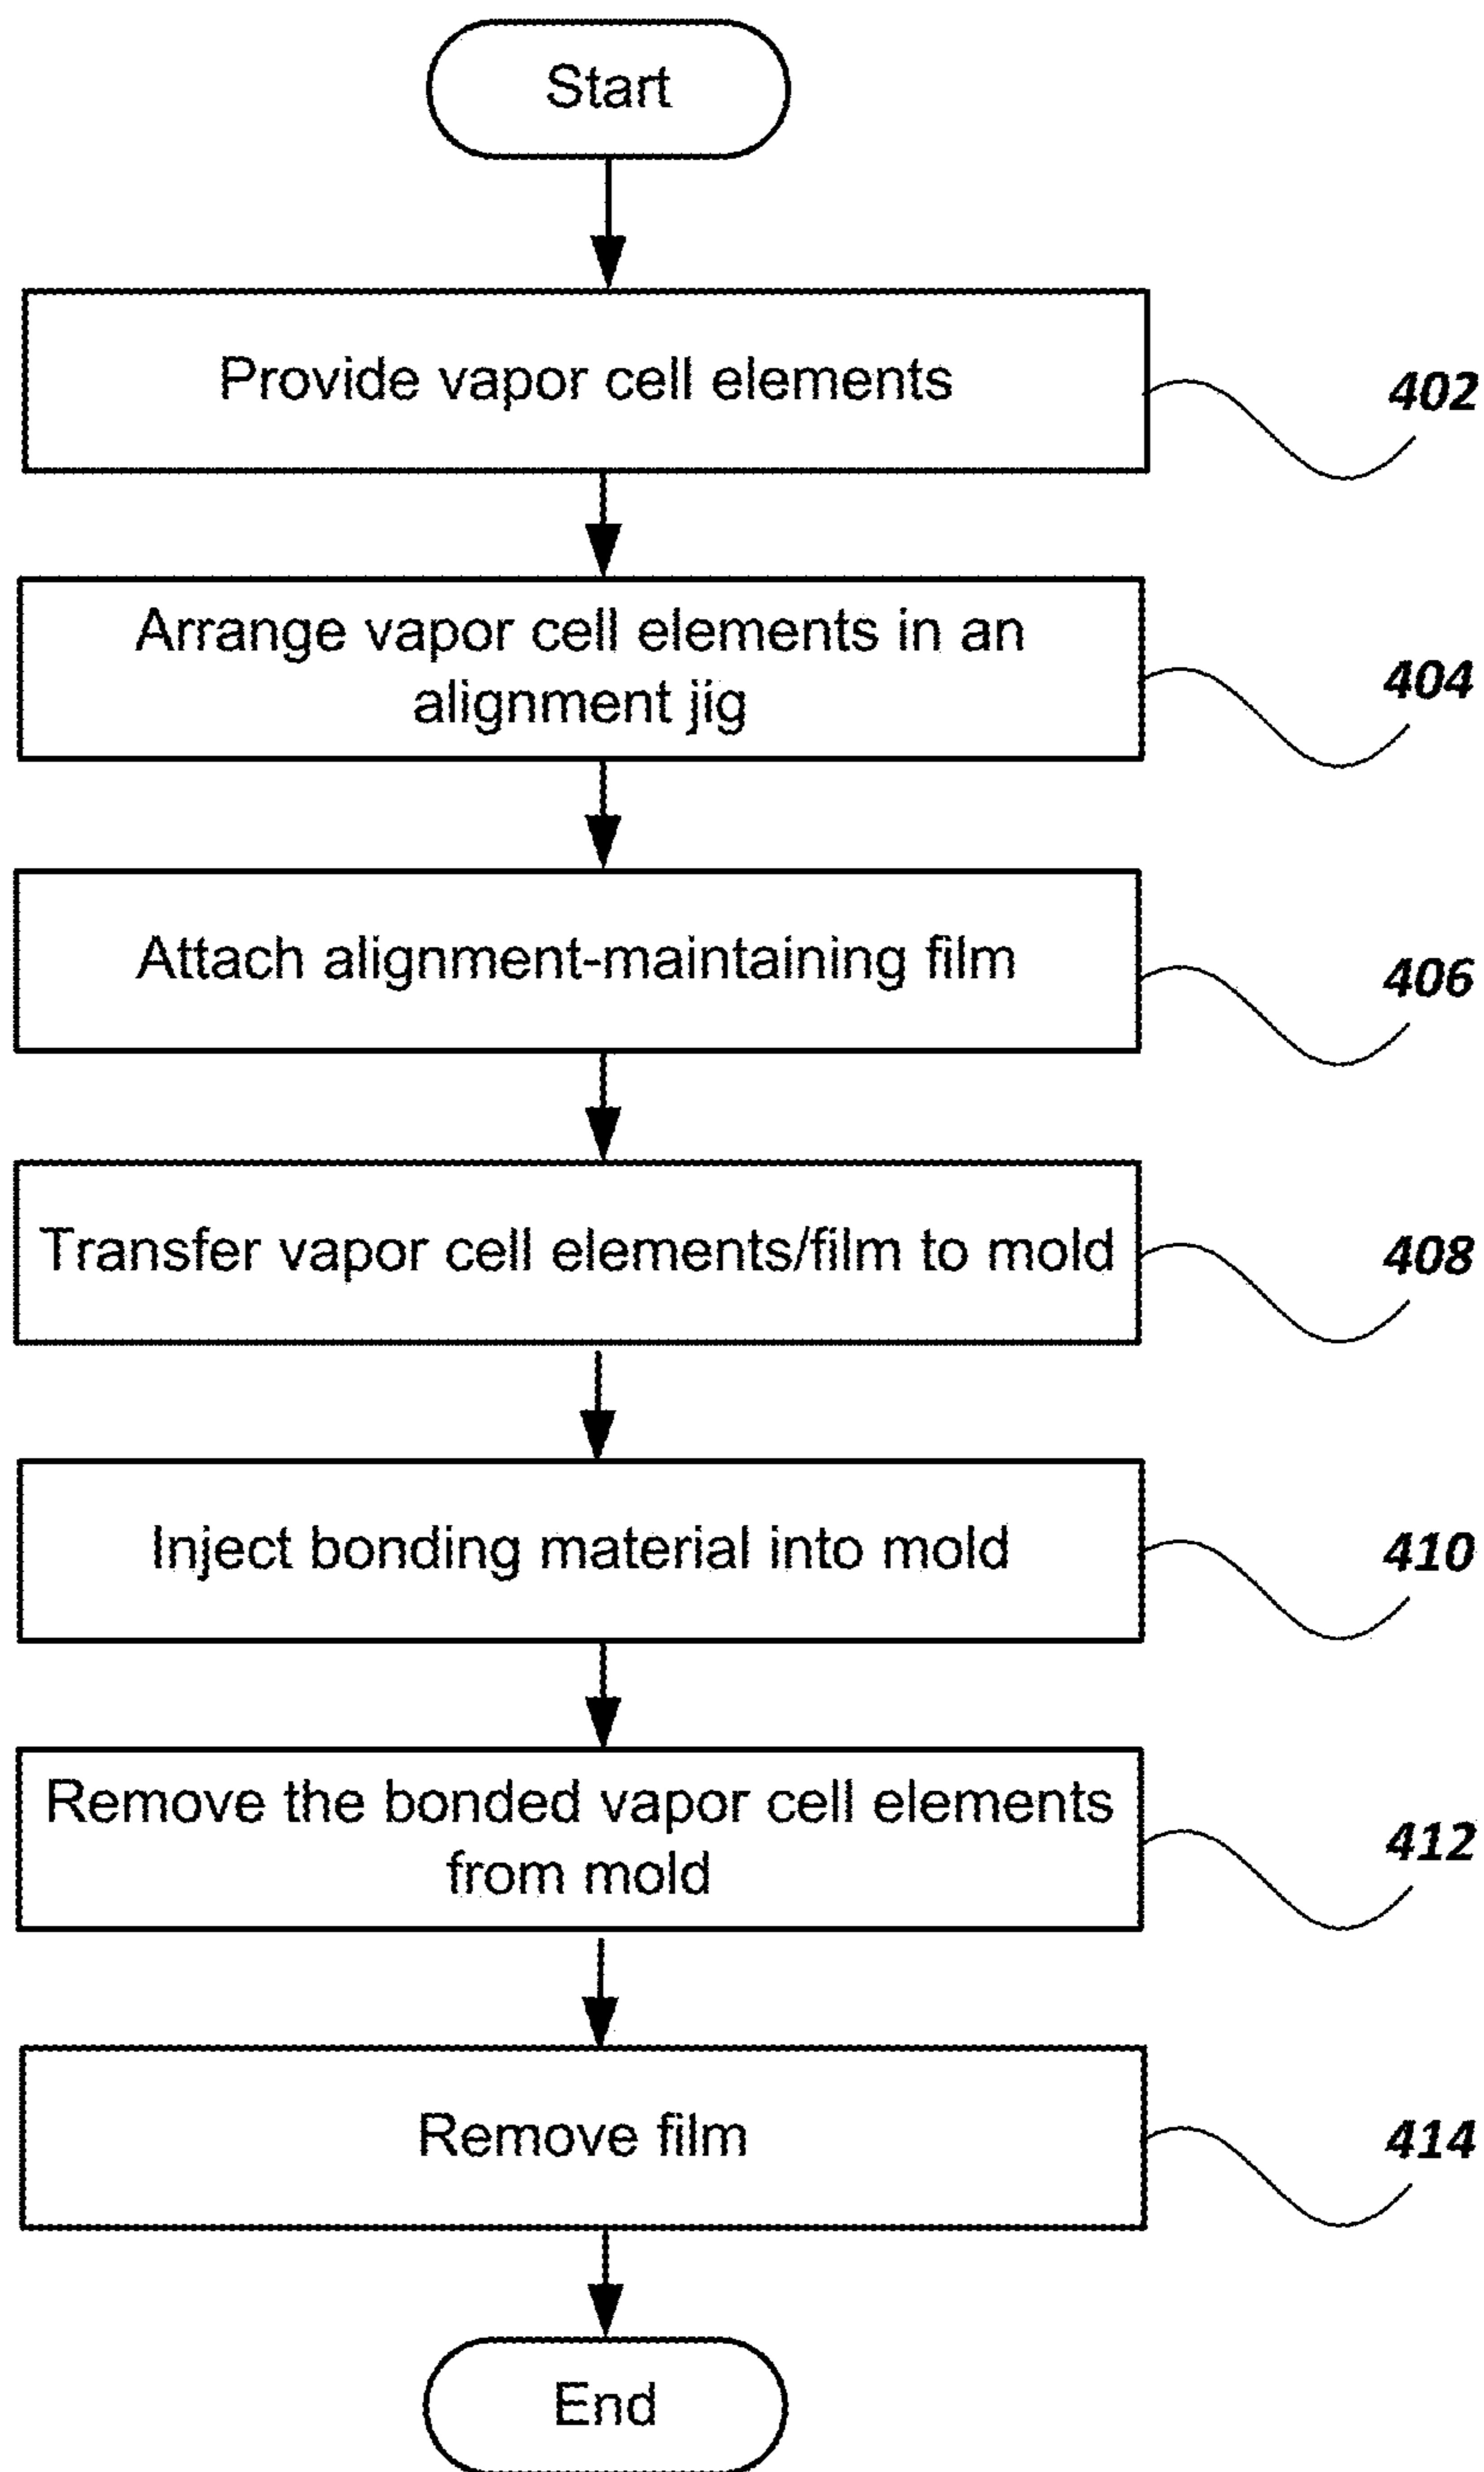 Start
Provide vapor cell elements
402
Arrange vapor cell elements in an
alignment jig
404
Attach alignment-maintaining film
406
Transfer vapor cell elements/film to mold
408
Inject bonding material into mold
410
Remove the bonded vapor cell elements
from mold
412
Remove film
414
End